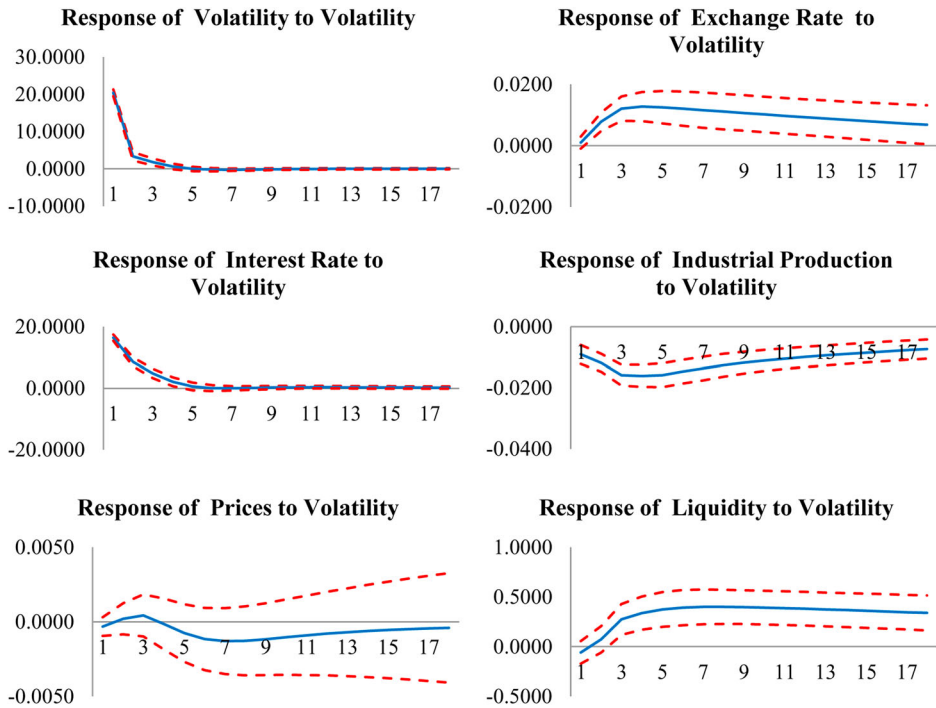 Response of Volatility to Volatility
30.0000
20.0000
10.0000
0.0000
-10.0000
1 3 5 7 9 11 13 15 17
Response of Exchange Rate to
Volatility
0.0200
0.0000
-0.0200
1 3 5 7 9 11 13 15 17
Response of Interest Rate to
Volatility
20.0000
0.0000
-20.0000
1 3 5 7 9 11 13 15 17
Response of Industrial Production
to Volatility
0.0000
-0.0200
-0.0400
1 3 5 7 9 11 13 15 17
Response of Prices to Volatility
0.0050
0.0000
-0.0050
1 3 5 7 9 11 13 15 17
Response of Liquidity to Volatility
1.0000
0.5000
0.0000
-0.5000
1 3 5 7 9 11 13 15 17